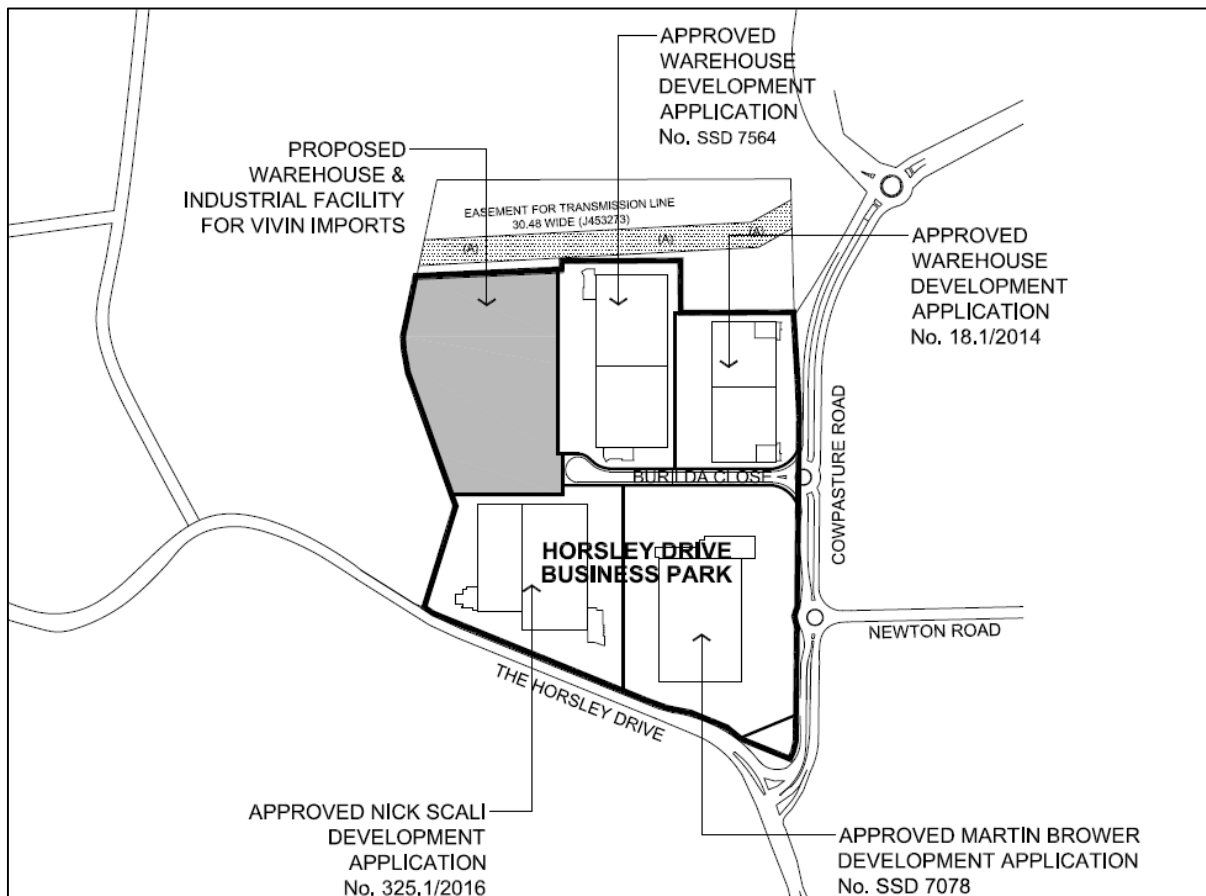 APPROVED
WAREHOUSE
DEVELOPMENT
APPLICATION
No. SSD 7564
PROPOSED
WAREHOUSE &
INDUSTRIAL FACILITY
FOR VIVIN IMPORTS
EASEMENT FOR TRANSMISSION LINE
30.48 WIDE (J453273)
(A)
(A)
(A)
APPROVED
WAREHOUSE
DEVELOPMENT
APPLICATION
No. 18.1/2014
BURILDA CLOSE
COWPASTURE ROAD
HORSLEY DRIVE
BUSINESS PARK
NEWTON ROAD
THE HORSLEY DRIVE
APPROVED NICK SCALI
DEVELOPMENT
APPLICATION
No. 325.1/2016
APPROVED MARTIN BROWER
DEVELOPMENT APPLICATION
No. SSD 7078